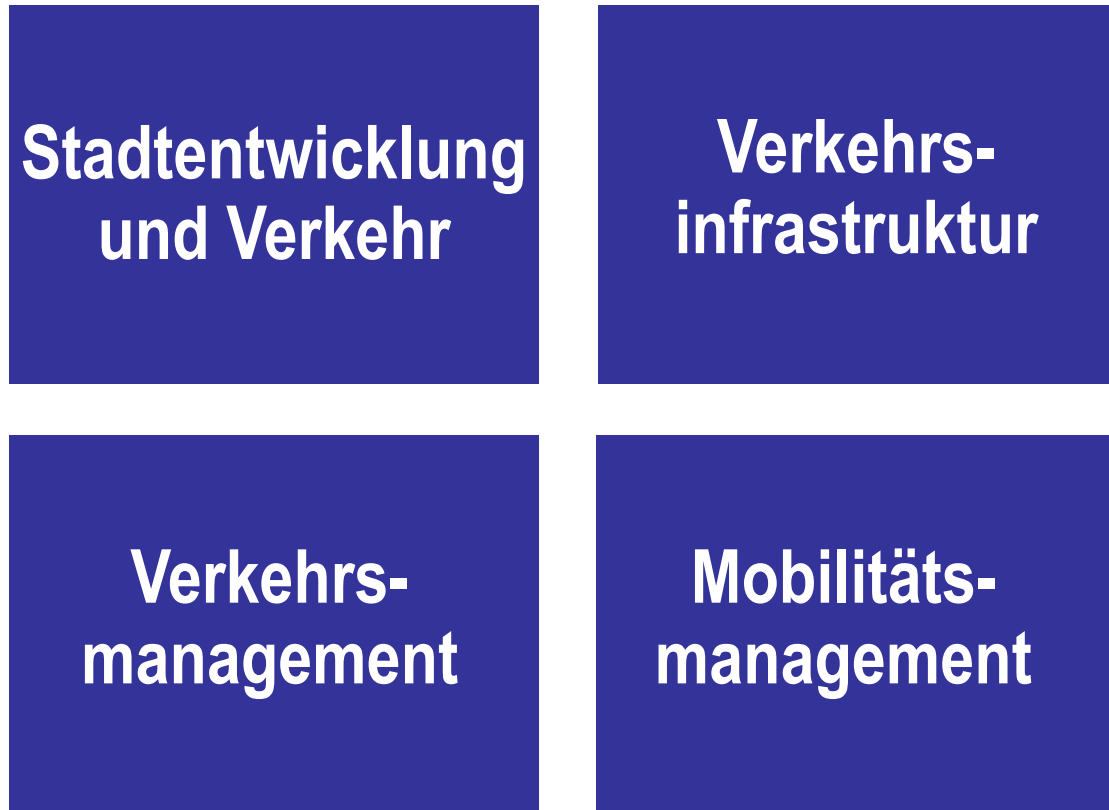 Stadtentwicklung
und Verkehr
Verkehrs-
infrastruktur
Verkehrs-
management
Mobilitäts-
management